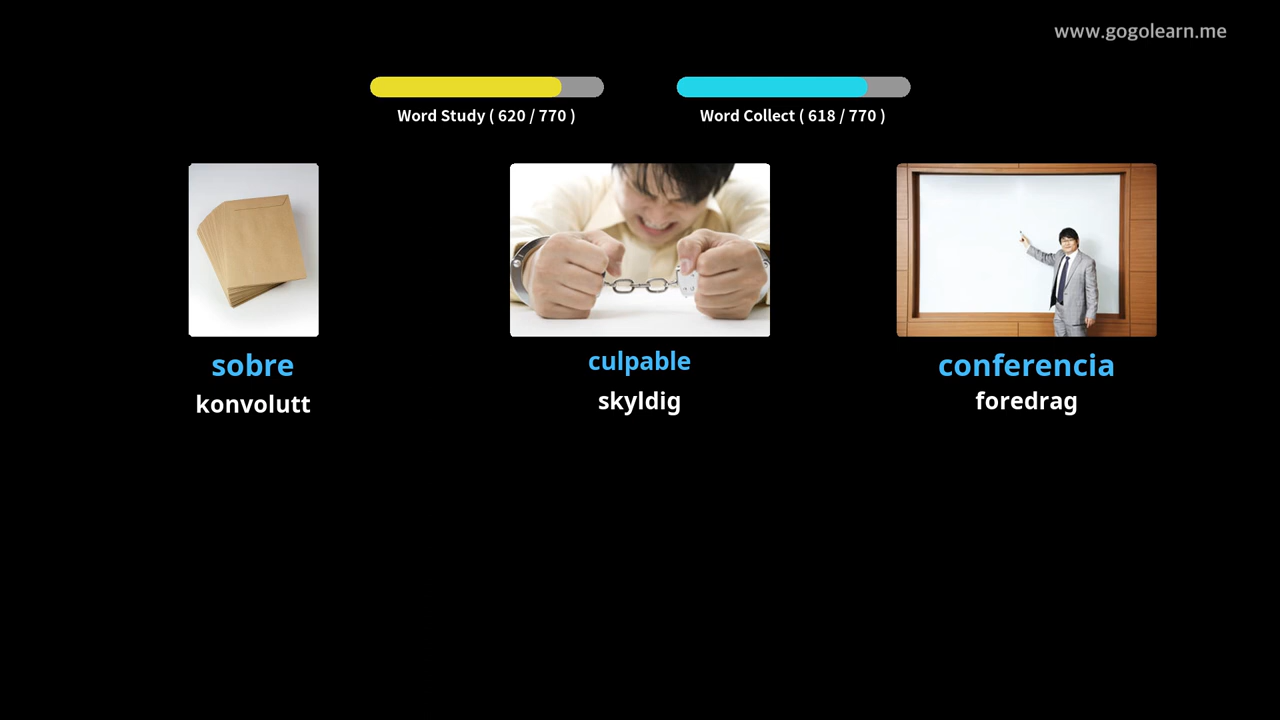 www.gogolearn.me
Word Study ( 620 / 770 )
Word Collect ( 618 / 770 )
sobre
konvolutt
culpable
skyldig
conferencia
foredrag